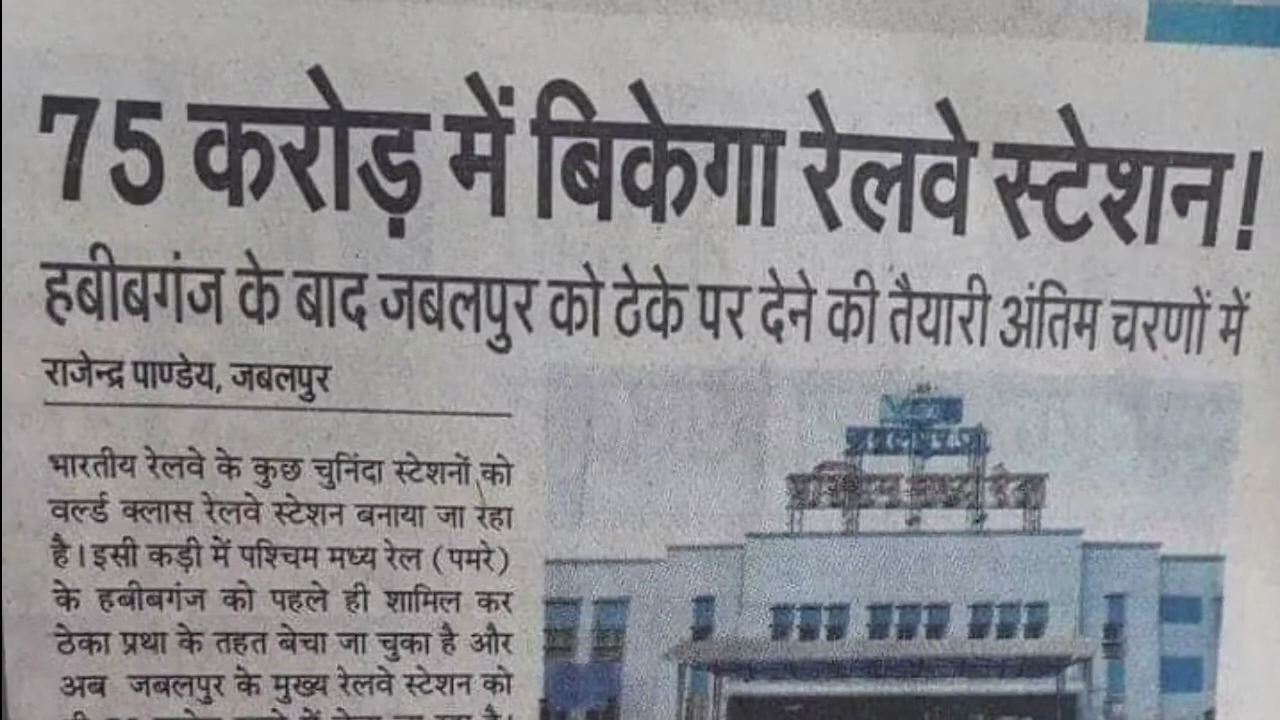 75 करोड़ में बिकेगा रेलवे स्टेशन!
हबीबगंज के बाद जबलपुर को ठेके पर देने की तैयारी अंतिम चरणों में
राजेन्द्र पाण्डेय, जबलपुर
भारतीय रेलवे के कुछ चुनिंदा स्टेशनों को
वर्ल्ड क्लास रेलवे स्टेशन बनाया जा रहा
है। इसी कड़ी में पश्चिम मध्य रेल (पमरे)
के हबीबगंज को पहले ही शामिल कर
ठेका प्रथा के तहत बेचा जा चुका है और
अब जबलपुर के मुख्य रेलवे स्टेशन को